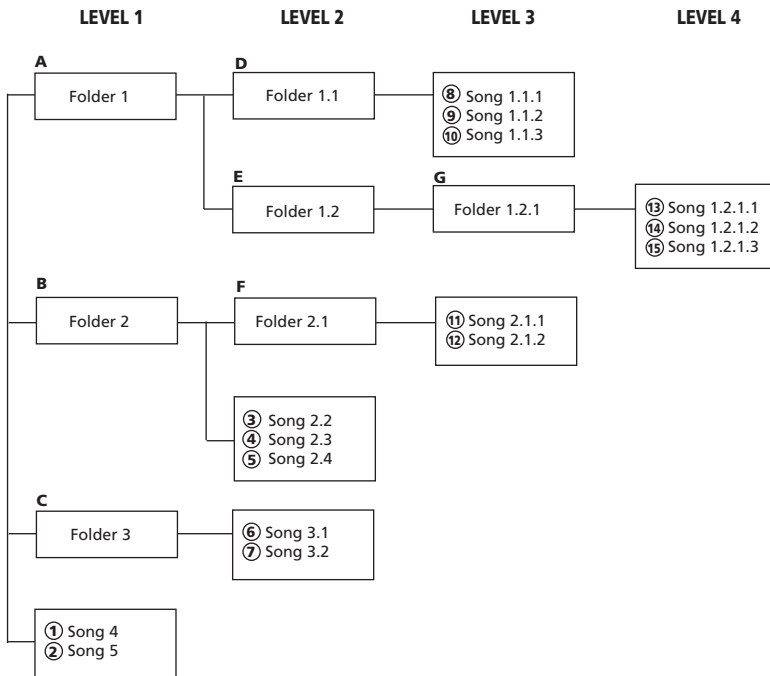 LEVEL 1 LEVEL 2 LEVEL 3 LEVEL 4
A
Folder 1
D
Folder 1.1
8 Song 1.1.1
9 Song 1.1.2
10 Song 1.1.3
E
Folder 1.2
G
Folder 1.2.1
13 Song 1.2.1.1
14 Song 1.2.1.2
15 Song 1.2.1.3
B
Folder 2
F
Folder 2.1
11 Song 2.1.1
12 Song 2.1.2
3 Song 2.2
4 Song 2.3
5 Song 2.4
C
Folder 3
6 Song 3.1
7 Song 3.2
1 Song 4
2 Song 5